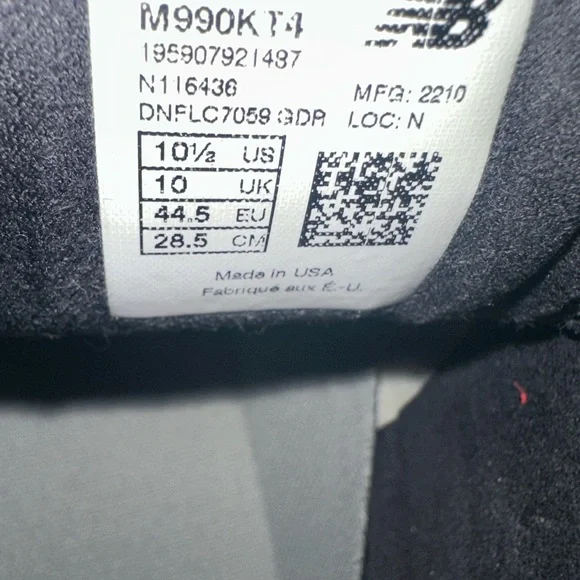 M990KT4
195907921487
N116436
MFG: 2210
DNFLC7059 GDR
LOC: N
10½ US
10 UK
44.5 EU
28.5 CM
Made in USA
Fabriqué aux É.-U.